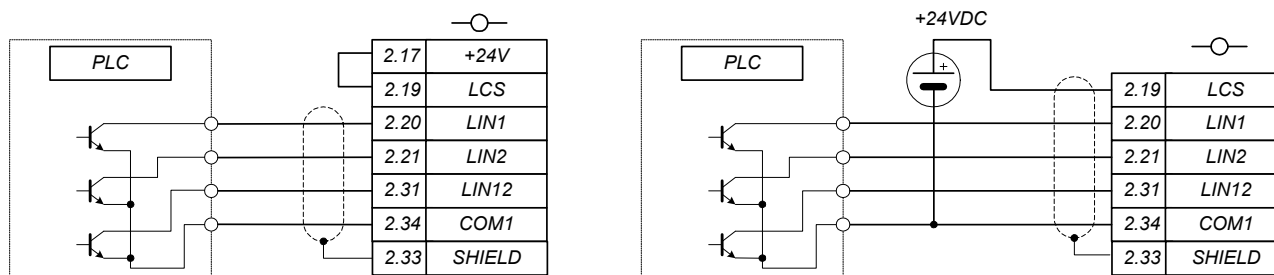 PLC
2.17 +24V
2.19 LCS
2.20 LIN1
2.21 LIN2
2.31 LIN12
2.34 COM1
2.33 SHIELD
+24VDC
PLC
+
2.19 LCS
2.20 LIN1
2.21 LIN2
2.31 LIN12
2.34 COM1
2.33 SHIELD